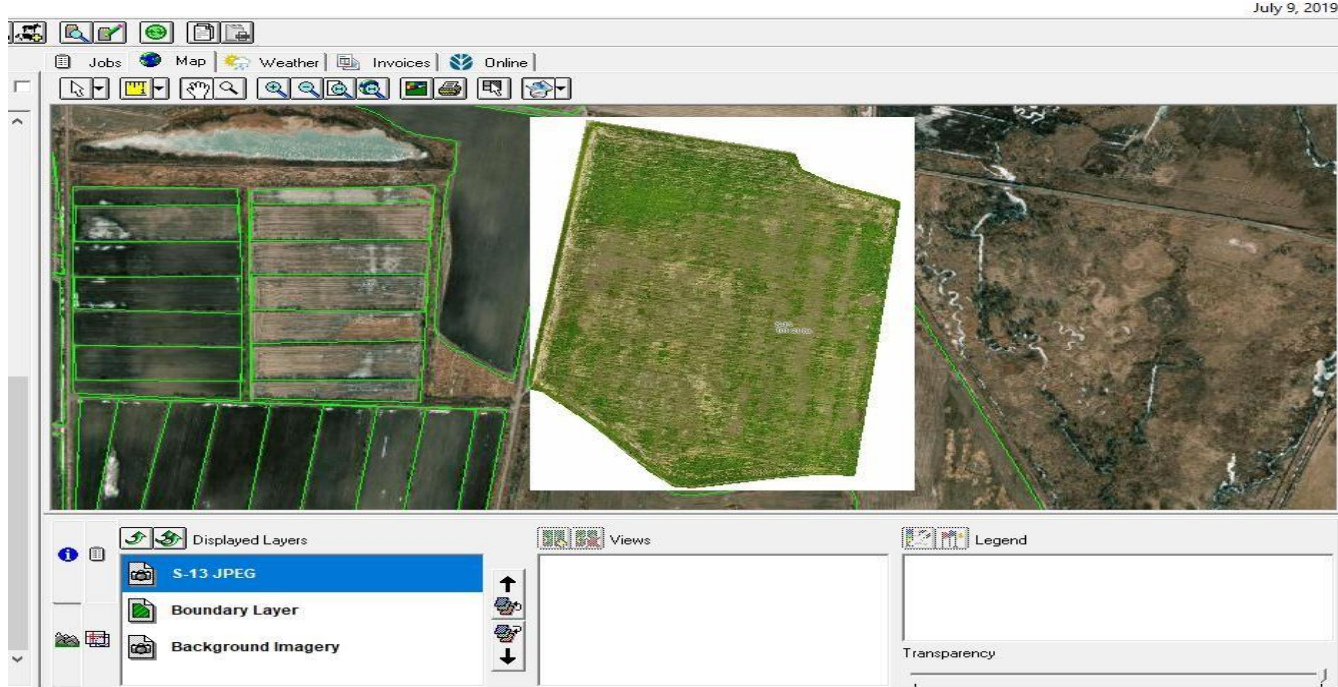 July 9, 2019
Jobs Map Weather Invoices Online
Displayed Layers
Views
Legend
S-13 JPEG
Boundary Layer
Background Imagery
Transparency